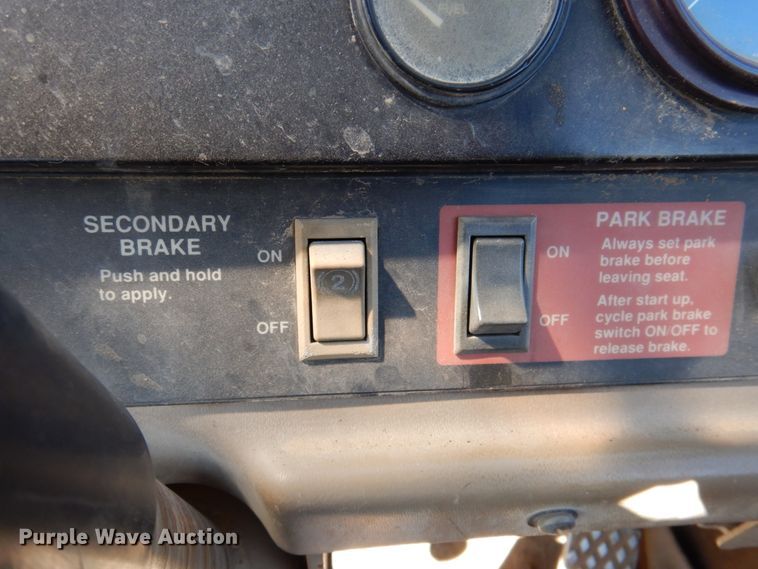 FUEL
SECONDARY
BRAKE
Push and hold
to apply.
ON
OFF
2
PARK BRAKE
Always set park
brake before
leaving seat.
After start up,
cycle park brake
switch ON/OFF to
release brake.
ON
OFF
Purple Wave Auction